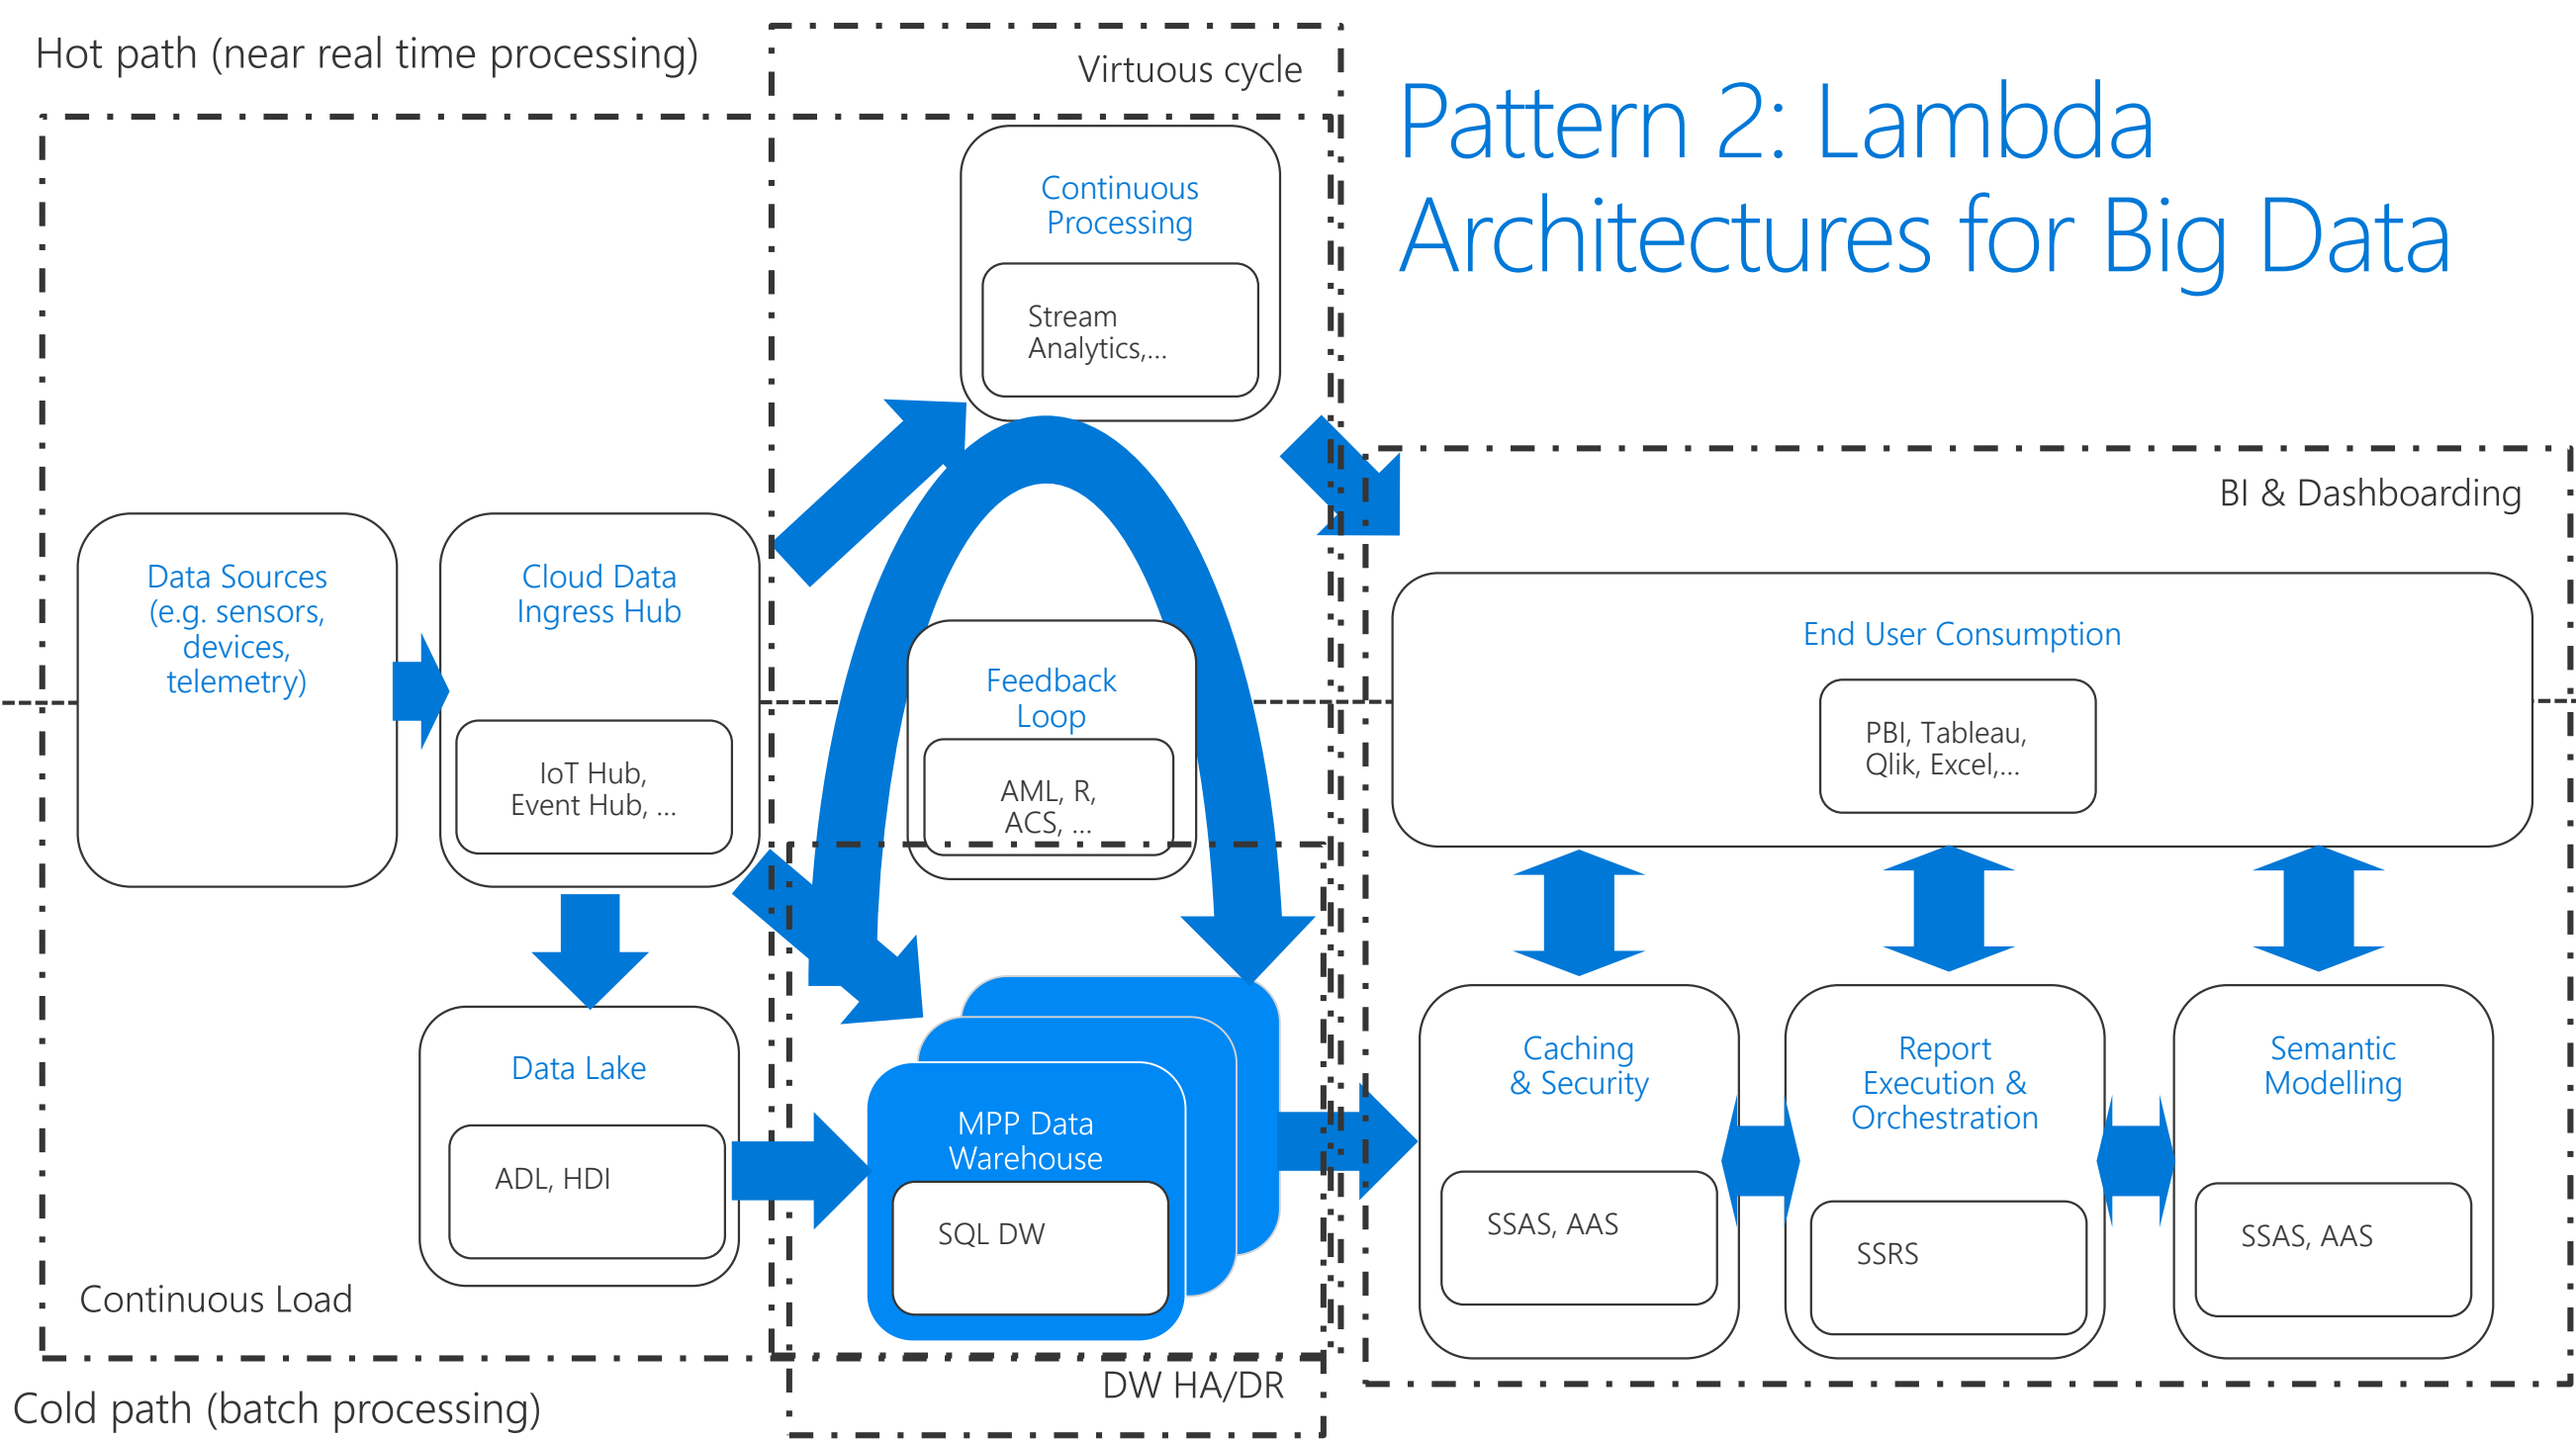 Hot path (near real time processing)
Virtuous cycle
Pattern 2: Lambda
Architectures for Big Data
Continuous
Processing
Stream
Analytics,...
BI & Dashboarding
Data Sources
(e.g. sensors,
devices,
telemetry)
Cloud Data
Ingress Hub
IoT Hub,
Event Hub, ...
Feedback
Loop
AML, R,
ACS, ...
End User Consumption
PBI, Tableau,
Qlik, Excel,...
Data Lake
ADL, HDI
MPP Data
Warehouse
SQL DW
Caching
& Security
SSAS, AAS
Report
Execution &
Orchestration
SSRS
Semantic
Modelling
SSAS, AAS
Continuous Load
DW HA/DR
Cold path (batch processing)